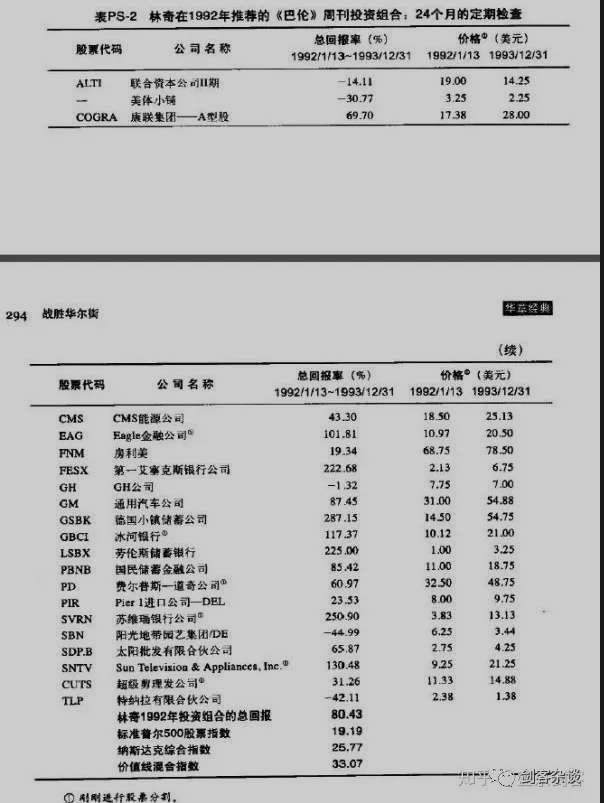 表PS-2 林奇在1992年推荐的《巴伦》周刊投资组合：24个月的定期检查
股票代码 公司名称 总回报率（%） 1992/1/13~1993/12/31 价格①（美元） 1992/1/13 1993/12/31
ALTI 联合资本公司II期 -14.11 19.00 14.25
— 美体小铺 -30.77 3.25 2.25
COGRA 康联集团——A型股 69.70 17.38 28.00
294 战胜华尔街 华章经典
（续）
股票代码 公司名称 总回报率（%） 1992/1/13~1993/12/31 价格①（美元） 1992/1/13 1993/12/31
CMS CMS能源公司 43.30 18.50 25.13
EAG Eagle金融公司① 101.81 10.97 20.50
FNM 房利美 19.34 68.75 78.50
FESX 第一艾塞克斯银行公司 222.68 2.13 6.75
GH GH公司 -1.32 7.75 7.00
GM 通用汽车公司 87.45 31.00 54.88
GSBK 德国小镇储蓄公司 287.15 14.50 54.75
GBCI 冰河银行① 117.37 10.12 21.00
LSBX 劳伦斯储蓄银行 225.00 1.00 3.25
PBNB 国民储蓄金融公司 85.42 11.00 18.75
PD 费尔普斯—道奇公司① 60.97 32.50 48.75
PIR Pier 1进口公司—DEL 23.53 8.00 9.75
SVRN 苏维瑞银行公司① 250.90 3.83 13.13
SBN 阳光地带园艺集团/DE -44.99 6.25 3.44
SDP.B 太阳批发有限合伙公司 65.87 2.75 4.25
SNTV Sun Television & Appliances, Inc.① 130.48 9.25 21.25
CUTS 超级剪理发公司① 31.26 11.33 14.88
TLP 特纳拉有限合伙公司 -42.11 2.38 1.38
林奇1992年投资组合的总回报 80.43
标准普尔500股票指数 19.19
纳斯达克综合指数 25.77
价值线混合指数 33.07
① 刚刚进行股票分割。
知乎
创客杂谈